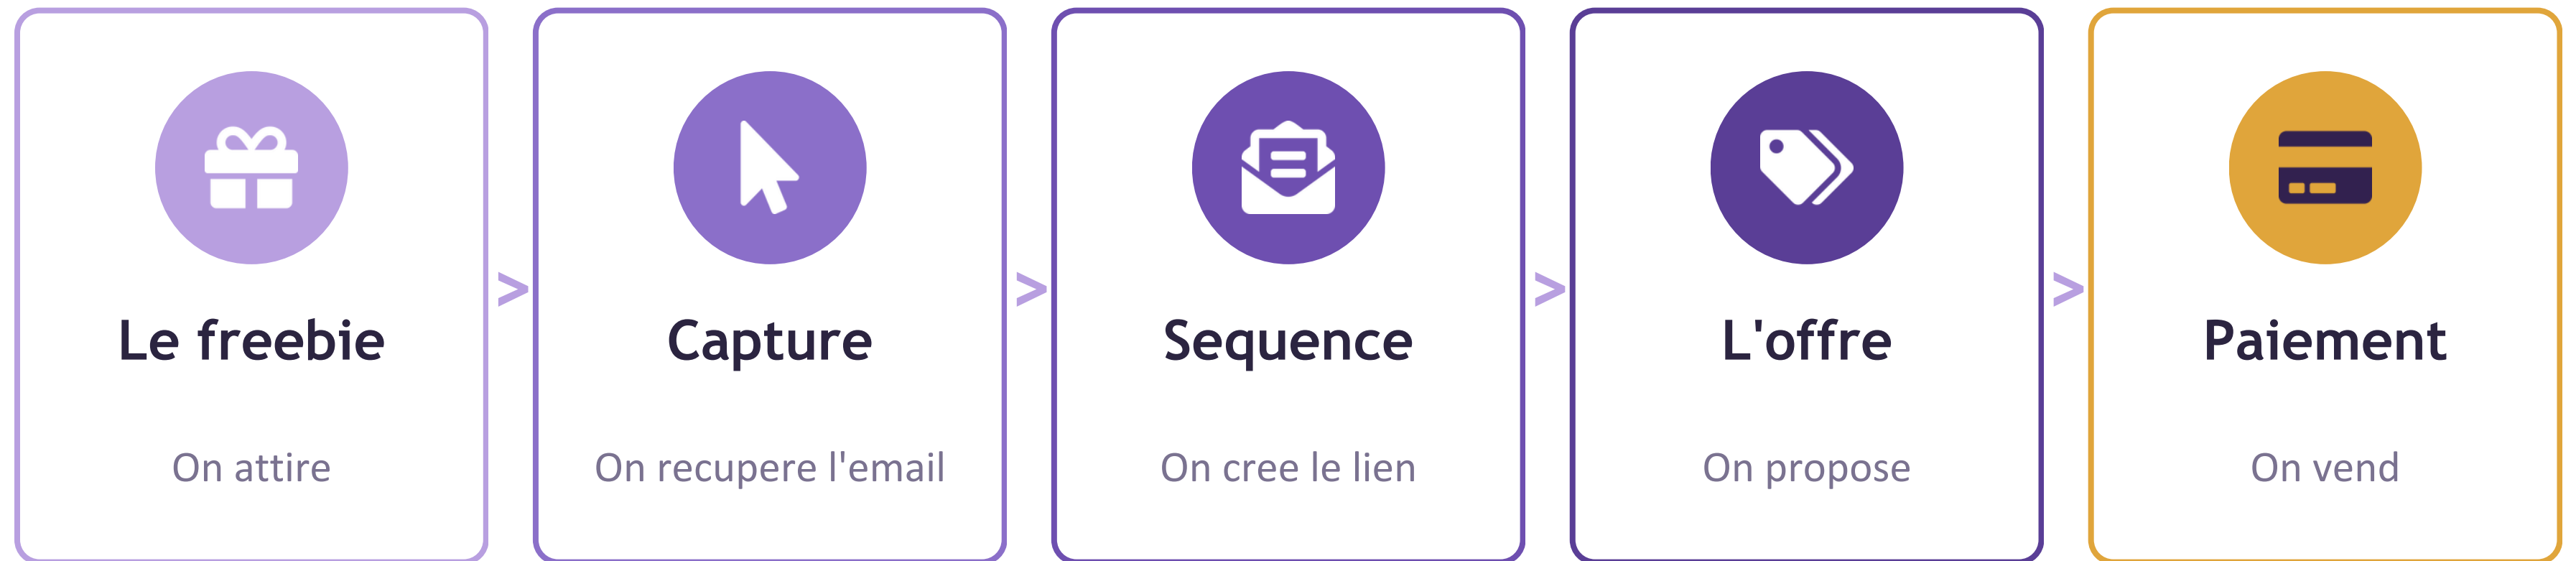 Le freebie
On attire
>
Capture
On recupere l'email
>
Sequence
On cree le lien
>
L'offre
On propose
>
Paiement
On vend